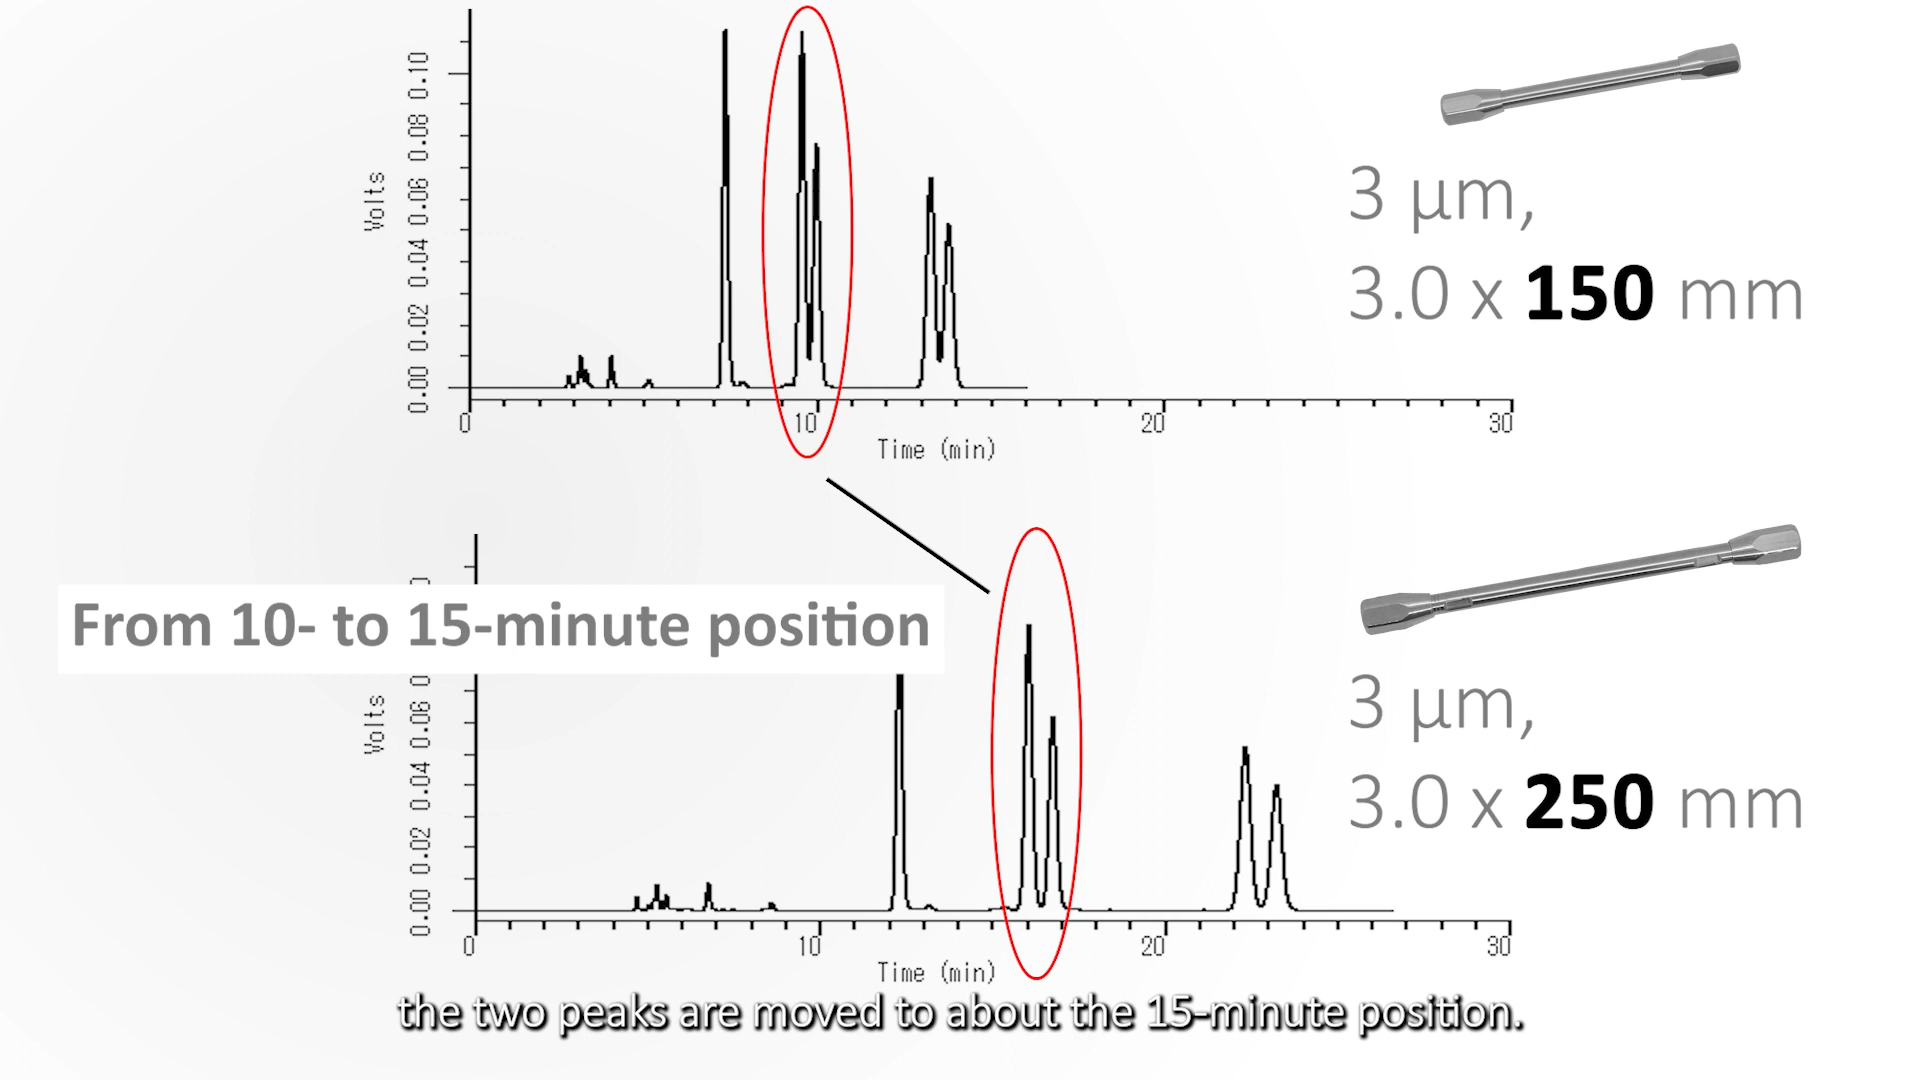 0.00 0.02 0.04 0.06 0.08 0.10
Volts
0 10 20 30
Time (min)
3 µm,
3.0 x 150 mm
From 10- to 15-minute position
0.00 0.02 0.04 0.06
Volts
0 10 20 30
Time (min)
3 µm,
3.0 x 250 mm
the two peaks are moved to about the 15-minute position.